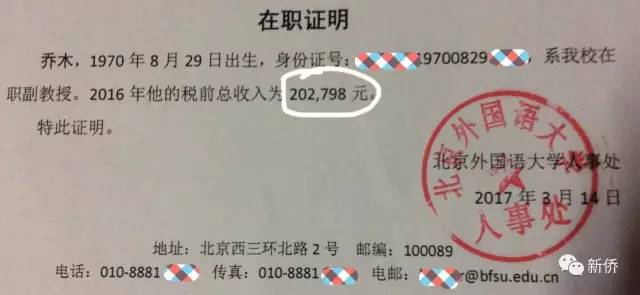 在职证明
乔木，1970 年 8 月 29 日出生，身份证号：19700829，系我校在
职副教授。2016 年他的税前总收入为 202,798 元。
特此证明。
北京外国语大学人事处
2017 年 3 月 14 日
北京外国语大学
人事处
地址：北京西三环北路 2 号 邮编：100089
电话：010-8881 传真：010-8881 电邮：@bfsu.edu.cn
新侨